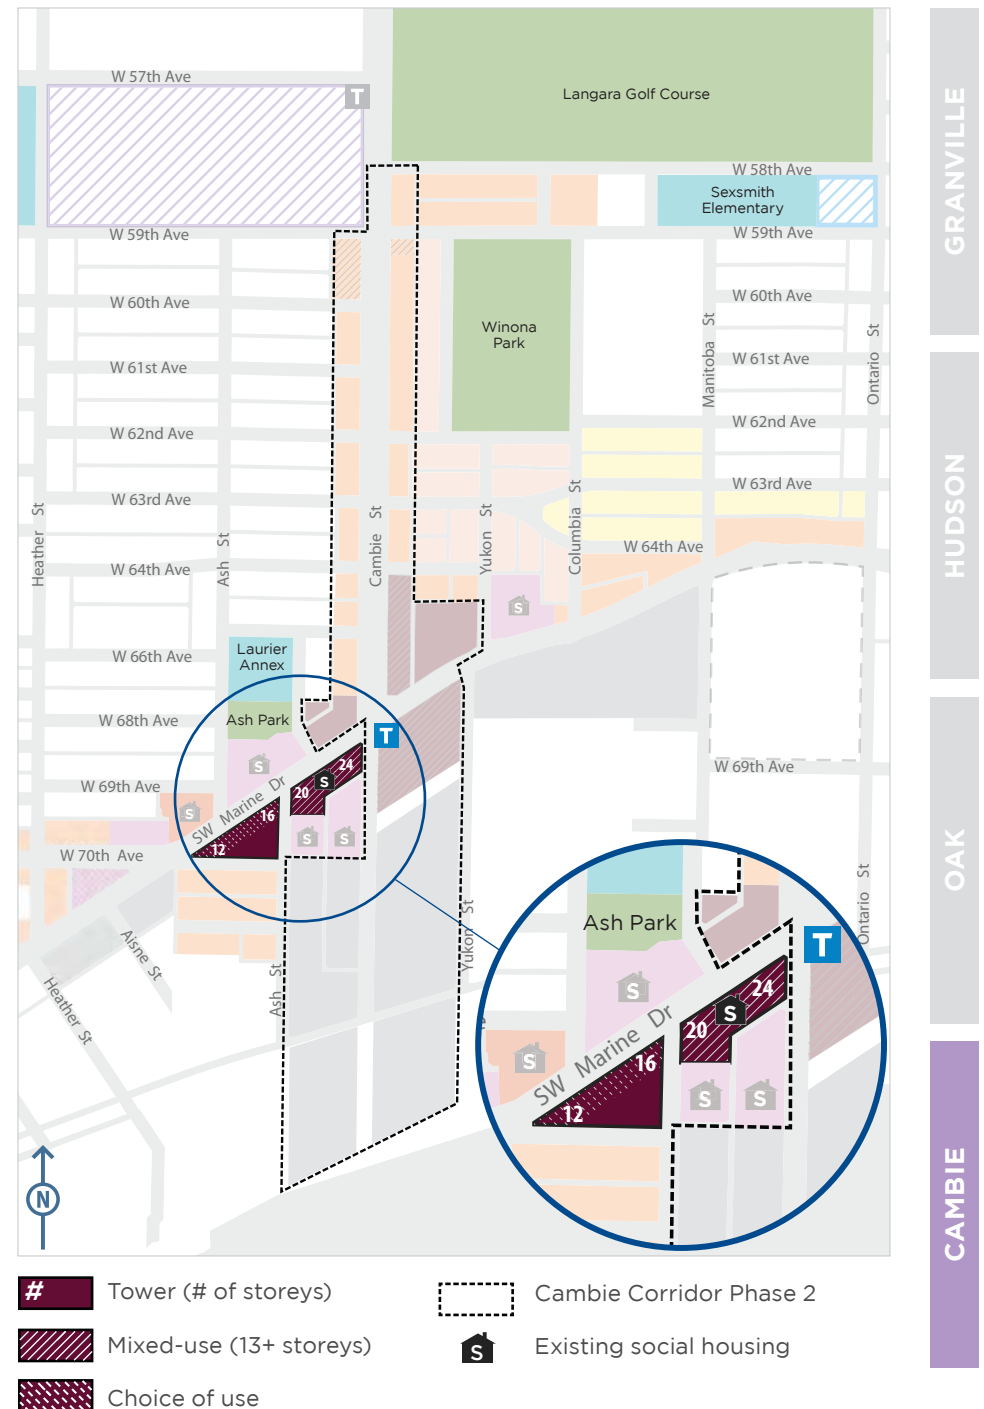 W 57th Ave
T
Langara Golf Course
W 58th Ave
Sexsmith
Elementary
W 59th Ave
W 59th Ave
W 60th Ave
W 60th Ave
Winona
Park
Manitoba St
Ontario St
W 61st Ave
W 61st Ave
W 62nd Ave
W 62nd Ave
W 63rd Ave
W 63rd Ave
Heather St
Ash St
Cambie St
Yukon St
Columbia St
W 64th Ave
W 64th Ave
S
Laurier
Annex
W 66th Ave
W 68th Ave
Ash Park
T
S
24
S
20
W 69th Ave
W 69th Ave
SW Marine Dr
16
12
S
S
S
W 70th Ave
Aisne St
Heather St
Ash St
Yukon St
Ontario St
Ash Park
T
S
24
S
20
SW Marine Dr
16
12
S
S
S
N
GRANVILLE
HUDSON
OAK
CAMBIE
# Tower (# of storeys)
Mixed-use (13+ storeys)
Choice of use
Cambie Corridor Phase 2
S Existing social housing